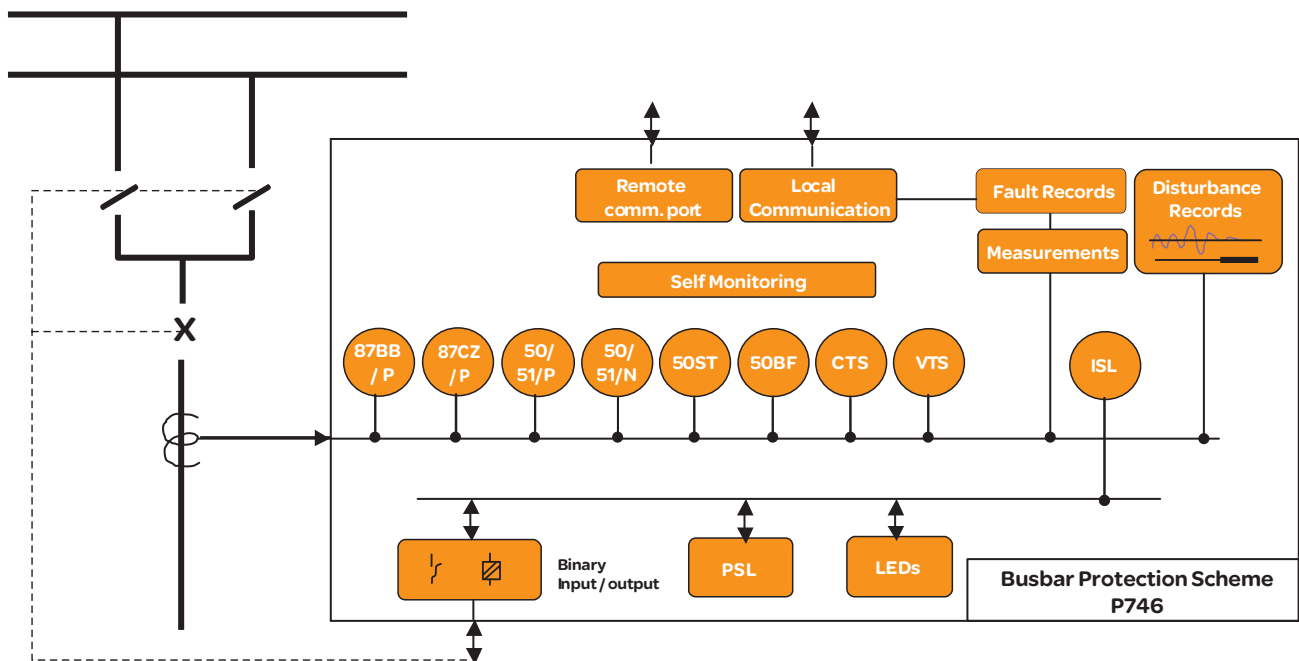 Remote
comm. port
Local
Communication
Fault Records
Disturbance
Records
Measurements
Self Monitoring
87BB
/ P
87CZ
/ P
50/
51/P
50/
51/N
50ST
50BF
CTS
VTS
ISL
X
Binary
Input / output
PSL
LEDs
Busbar Protection Scheme
P746